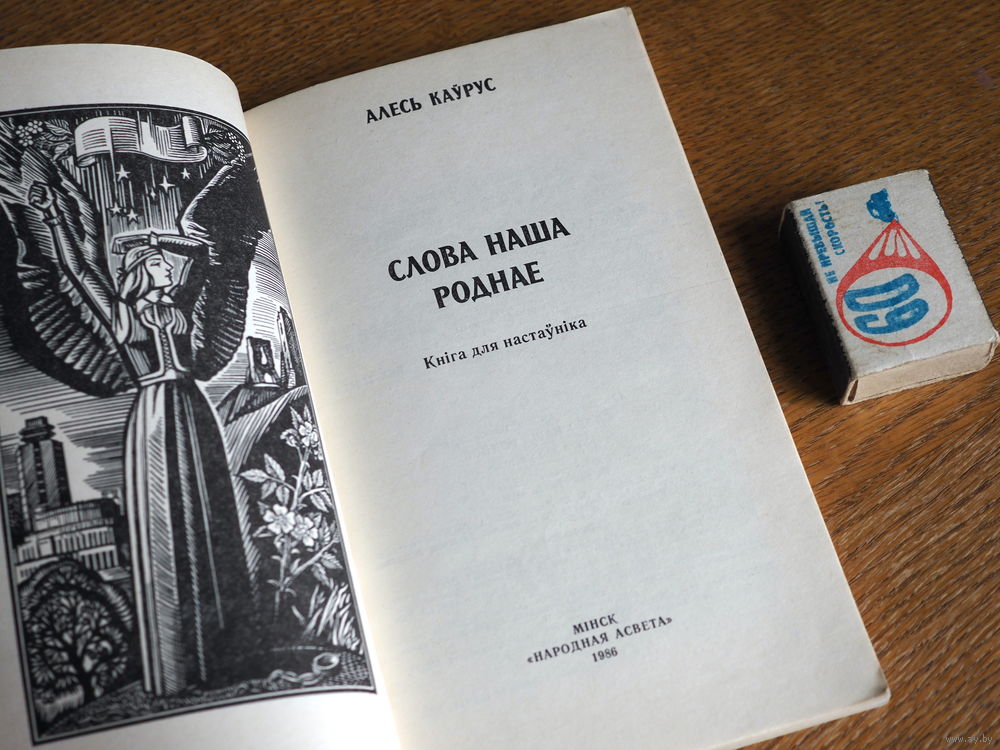 АЛЕСЬ КАЎРУС
СЛОВА НАША
РОДНАЕ
Кніга для настаўніка
МІНСК
«НАРОДНАЯ АСВЕТА»
1986
НЕ ПРЕВЫШАЙ
СКОРОСТЬ!
60
www.ay.by